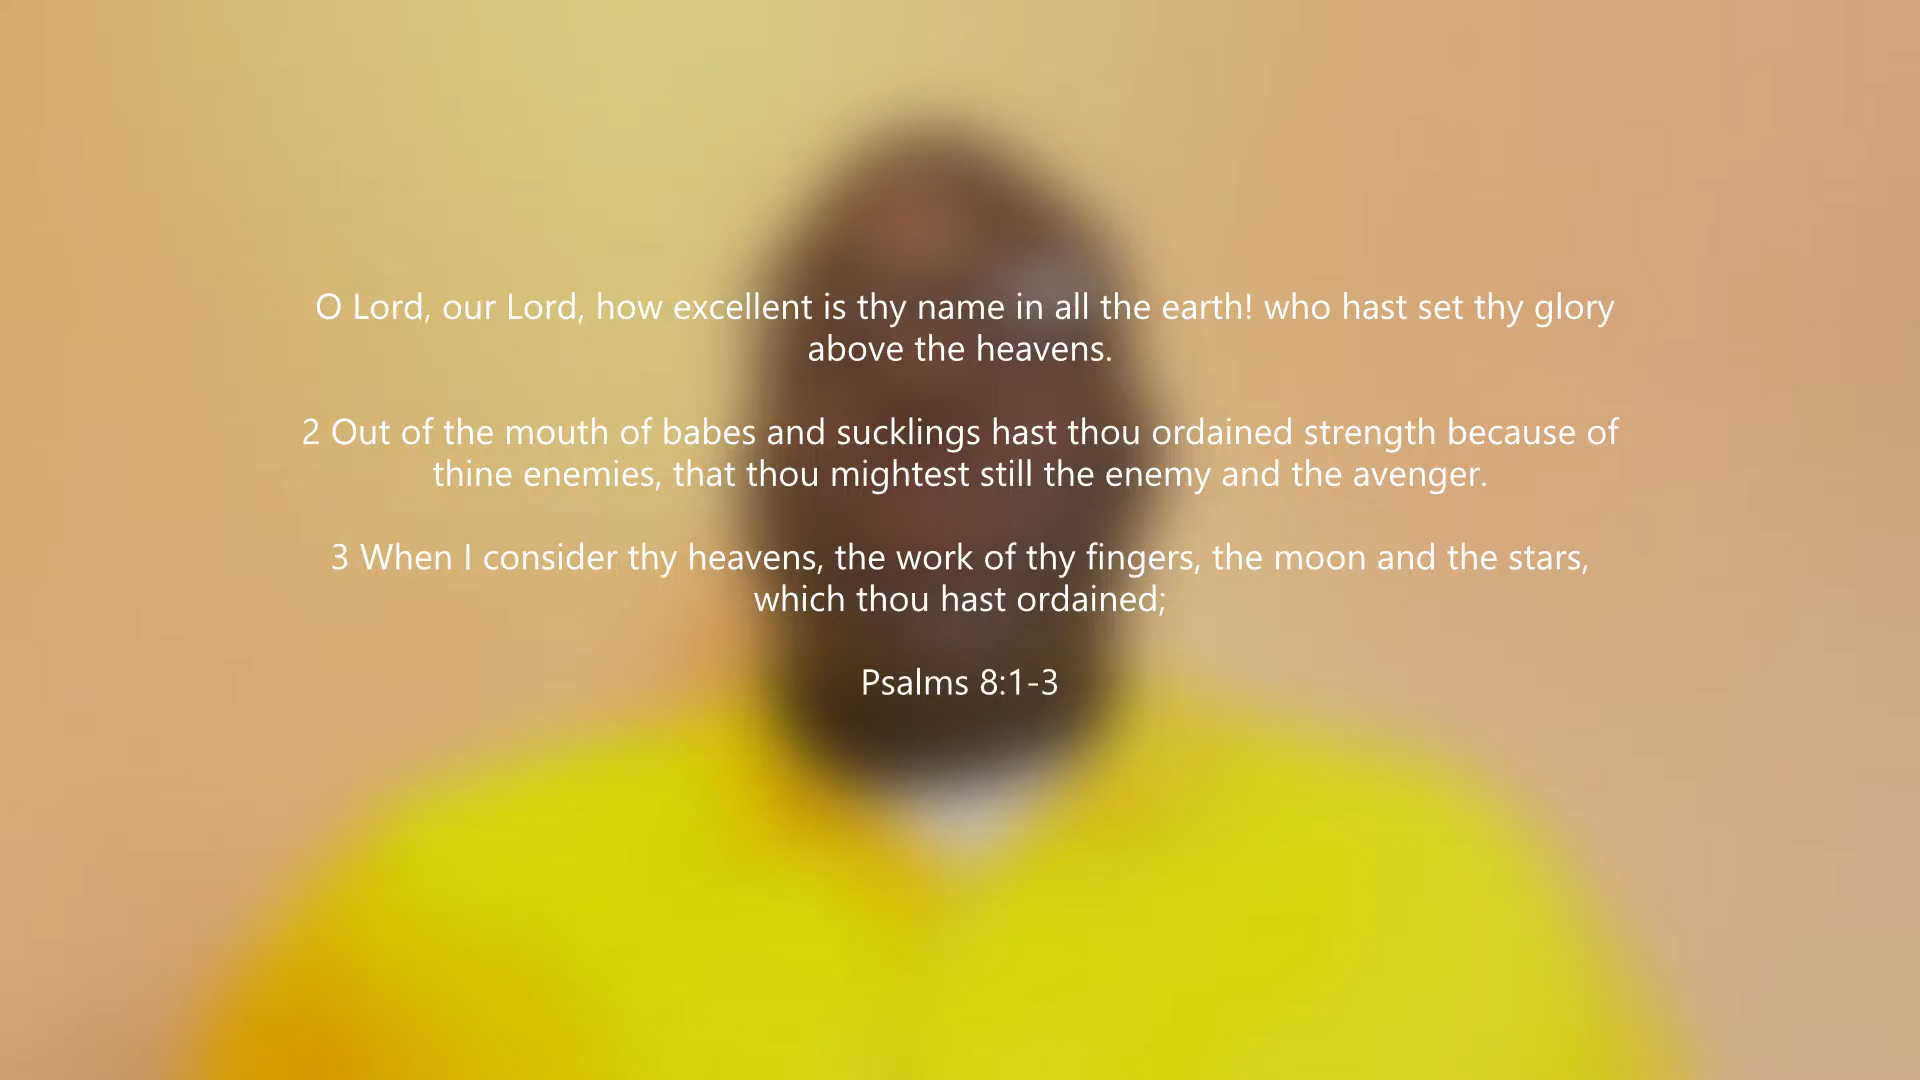 O Lord, our Lord, how excellent is thy name in all the earth! who hast set thy glory
above the heavens.
2 Out of the mouth of babes and sucklings hast thou ordained strength because of
thine enemies, that thou mightest still the enemy and the avenger.
3 When I consider thy heavens, the work of thy fingers, the moon and the stars,
which thou hast ordained;
Psalms 8:1-3